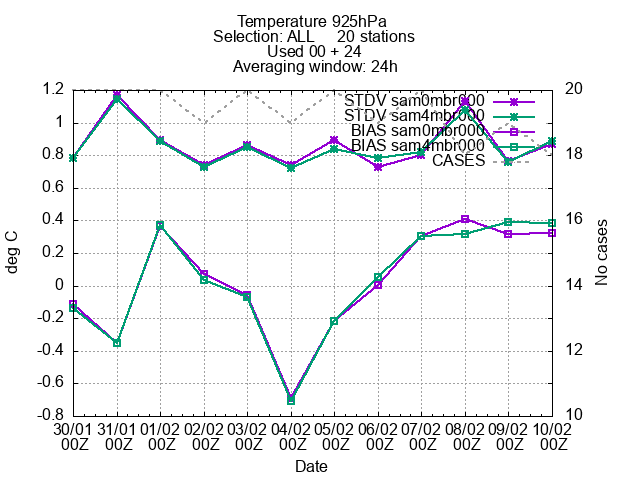 Temperature 925hPa
Selection: ALL 20 stations
Used 00 + 24
Averaging window: 24h
STDV sam0mbr000
STDV sam4mbr000
BIAS sam0mbr000
BIAS sam4mbr000
CASES
deg C
1.2
1
0.8
0.6
0.4
0.2
0
-0.2
-0.4
-0.6
-0.8
20
18
16
14
12
10
No cases
30/01 31/01 01/02 02/02 03/02 04/02 05/02 06/02 07/02 08/02 09/02 10/02
00Z 00Z 00Z 00Z 00Z 00Z 00Z 00Z 00Z 00Z 00Z 00Z
Date